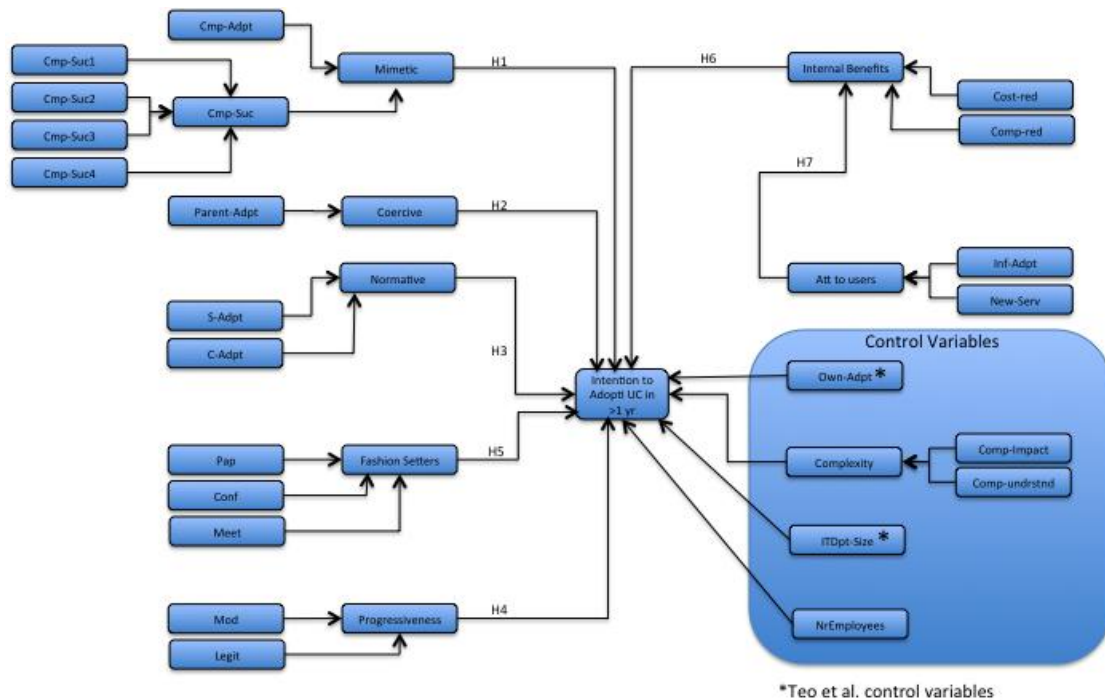 Cmp-Adpt
Cmp-Suc1
Cmp-Suc2
Cmp-Suc3
Cmp-Suc4
Cmp-Suc
Mimetic
H1
Parent-Adpt
Coercive
H2
Normative
S-Adpt
C-Adpt
H3
Pap
Conf
Meet
Fashion Setters
H5
Mod
Legit
Progressiveness
H4
Intention to
Adopti UC in
>1 yr
H6
Internal Benefits
Cost-red
Comp-red
H7
Att to users
Inf-Adpt
New-Serv
Control Variables
Own-Adpt *
Complexity
Comp-Impact
Comp-undrstnd
ITDpt-Size *
NrEmployees
*Teo et al. control variables